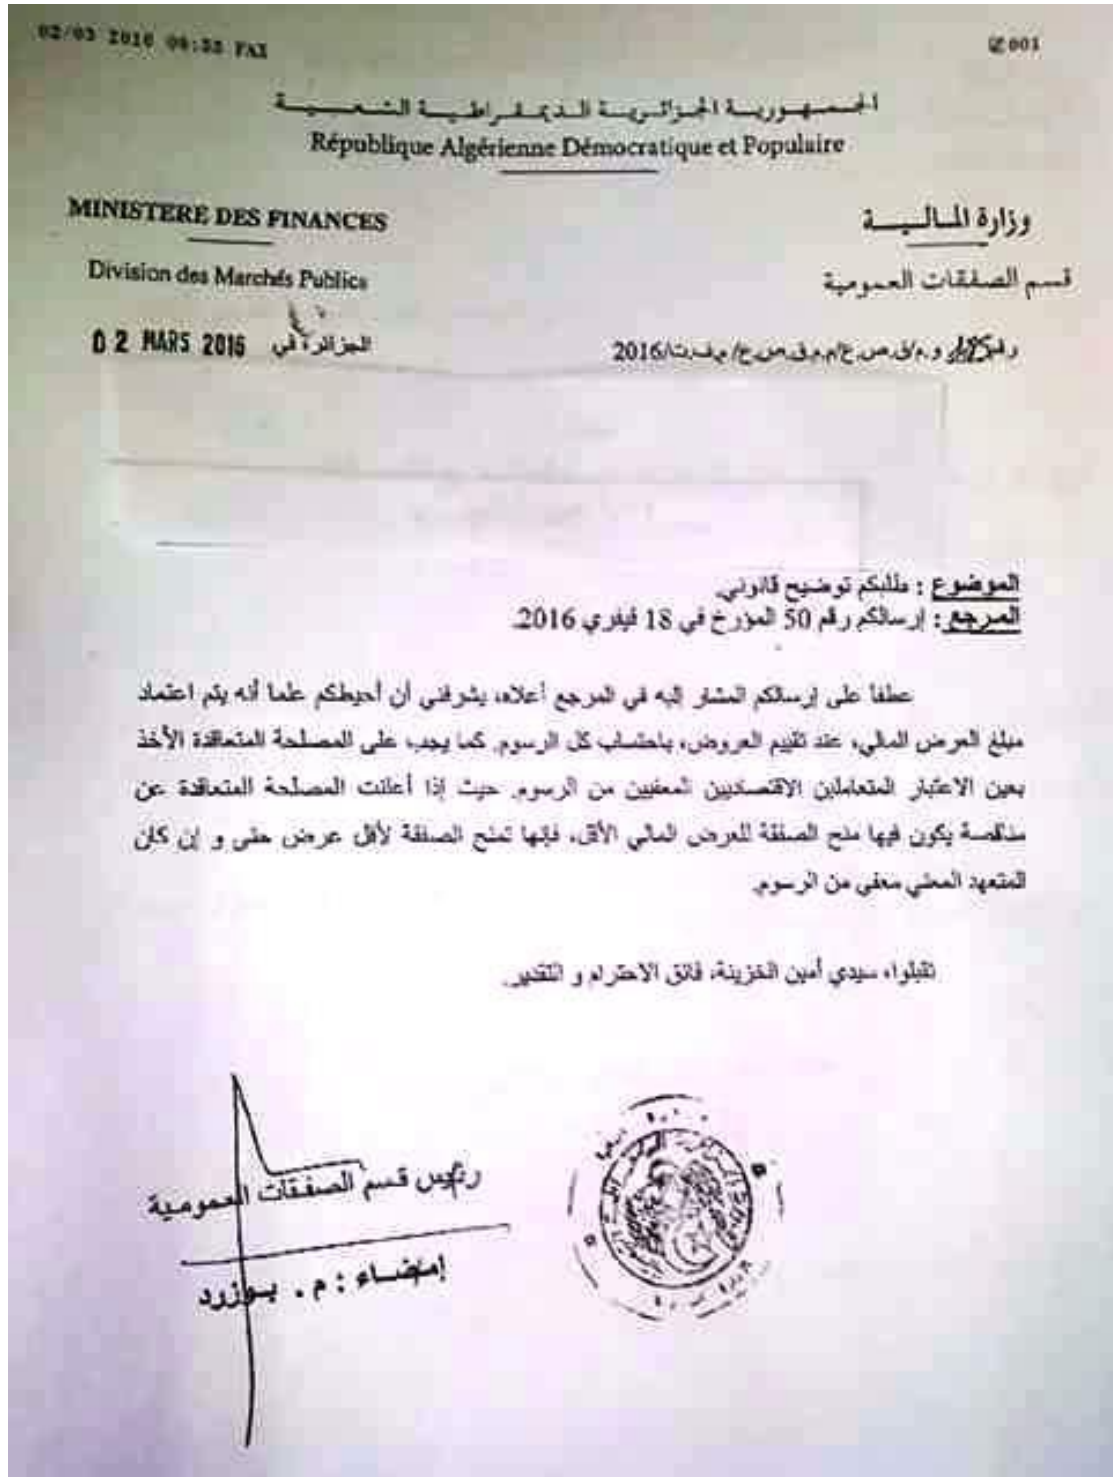 02/03 2016 FAX
001
الجمهورية الجزائرية الديمقراطية الشعبية
République Algérienne Démocratique et Populaire
MINISTERE DES FINANCES
وزارة المالية
Division des Marchés Publics
قسم الصفقات العمومية
الجزائر في 02 MARS 2016
رقم و.م/ق.ص.ع/م.م.ق.ص.ع/م.ف.ت/2016
الموضوع : طلبكم توضيح قانوني.
المرجع : إرسالكم رقم 50 المؤرخ في 18 فيفري 2016.
عطفا على إرسالكم المشار إليه في المرجع أعلاه، يشرفني أن أحيطكم علما أنه يتم اعتماد
مبلغ العرض المالي، عند تقييم العروض، باحتساب كل الرسوم. كما يجب على المصلحة المتعاقدة الأخذ
بعين الاعتبار المتعاملين الاقتصاديين المعفيين من الرسوم. حيث إذا أعلنت المصلحة المتعاقدة عن
مناقصة يكون فيها منح الصفقة للعرض المالي الأقل، فإنها تمنح الصفقة لأقل عرض حتى و إن كان
المتعهد المعني معفى من الرسوم.
تقبلوا، سيدي أمين الخزينة، فائق الاحترام و التقدير.
رئيس قسم الصفقات العمومية
إمضاء : م . بوزرد